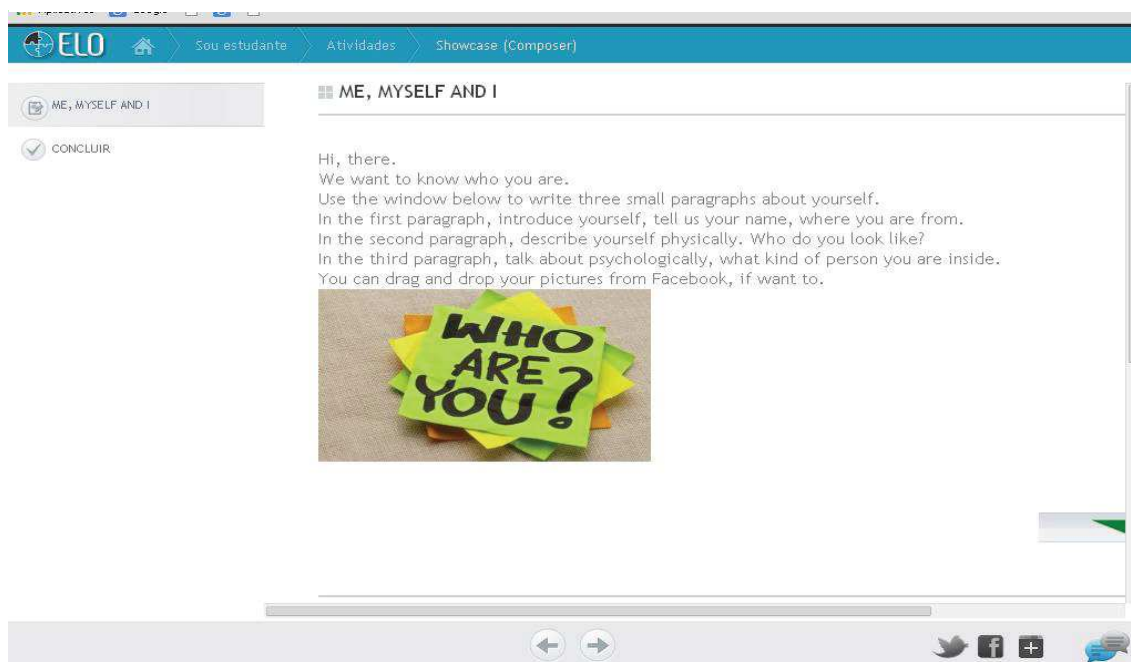 ELO
Sou estudante
Atividades
Showcase (Composer)
ME, MYSELF AND I
CONCLUIR
ME, MYSELF AND I
Hi, there.
We want to know who you are.
Use the window below to write three small paragraphs about yourself.
In the first paragraph, introduce yourself, tell us your name, where you are from.
In the second paragraph, describe yourself physically. Who do you look like?
In the third paragraph, talk about psychologically, what kind of person you are inside.
You can drag and drop your pictures from Facebook, if want to.
WHO
ARE
YOU?